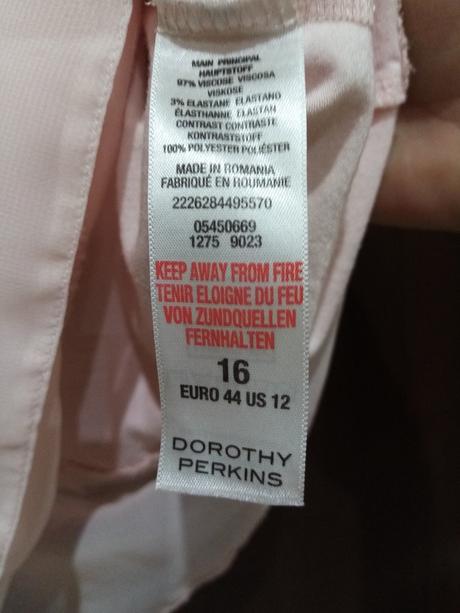 MAIN PRINCIPAL
HAUPTSTOFF
97% VISCOSE VISCOSA
VISKOSE
3% ELASTANE ELASTANO
ÉLASTHANNE ELASTAN
CONTRAST CONTRASTE
KONTRASTSTOFF
100% POLYESTER POLIÉSTER
MADE IN ROMANIA
FABRIQUÉ EN ROUMANIE
2226284495570
05450669
1275 9023
KEEP AWAY FROM FIRE
TENIR ELOIGNE DU FEU
VON ZUNDQUELLEN
FERNHALTEN
16
EURO 44 US 12
DOROTHY
PERKINS